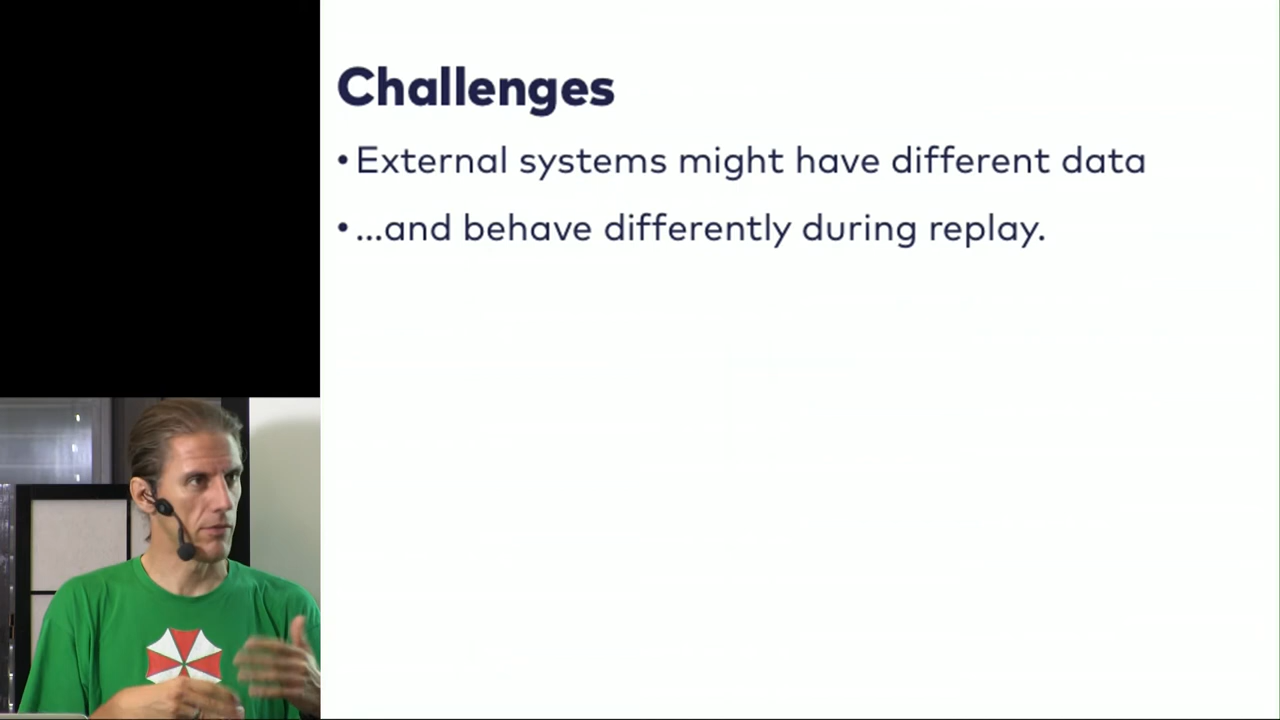 Challenges
• External systems might have different data
• ...and behave differently during replay.